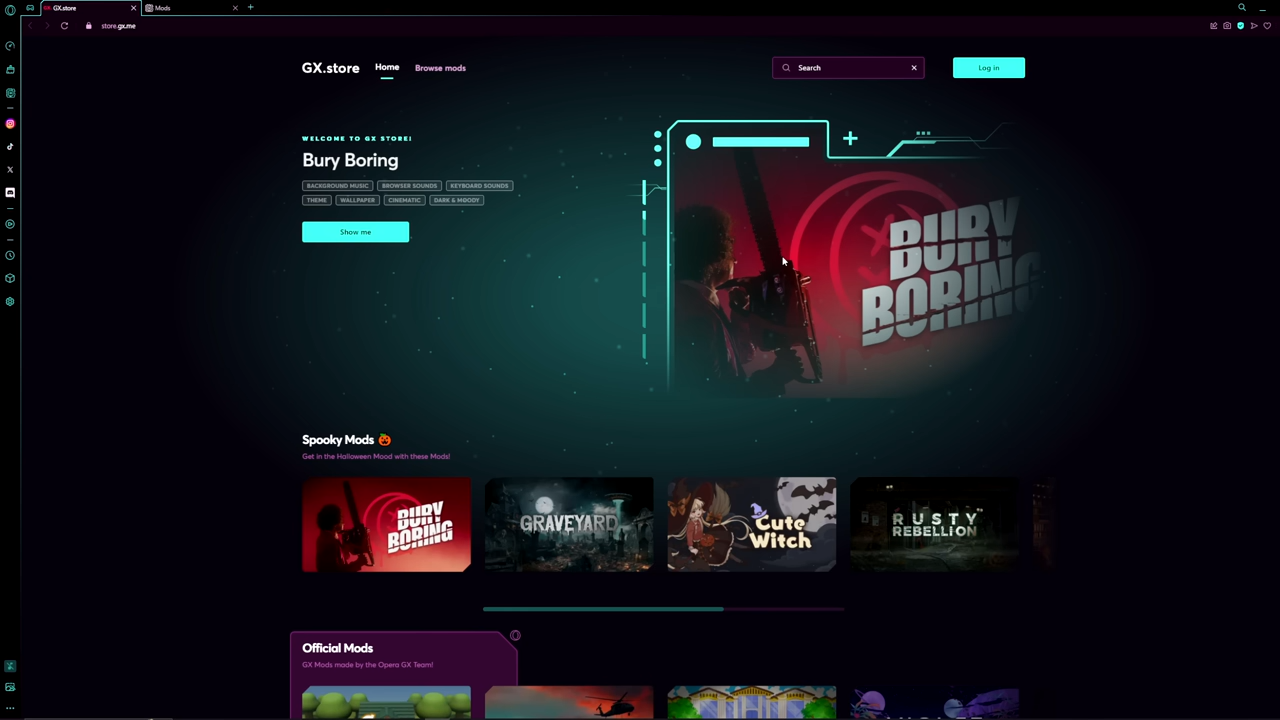 GX.store
Mods
store.gx.me
GX.store
Home
Browse mods
Search
Log in
WELCOME TO GX STORE!
Bury Boring
BACKGROUND MUSIC
BROWSER SOUNDS
KEYBOARD SOUNDS
THEME
WALLPAPER
CINEMATIC
DARK & MOODY
Show me
BURY
BORING
Spooky Mods 🎃
Get in the Halloween Mood with these Mods!
BURY
BORING
GRAVEYARD
Cute
Witch
RUSTY
REBELLION
Official Mods
GX Mods made by the Opera GX Team!